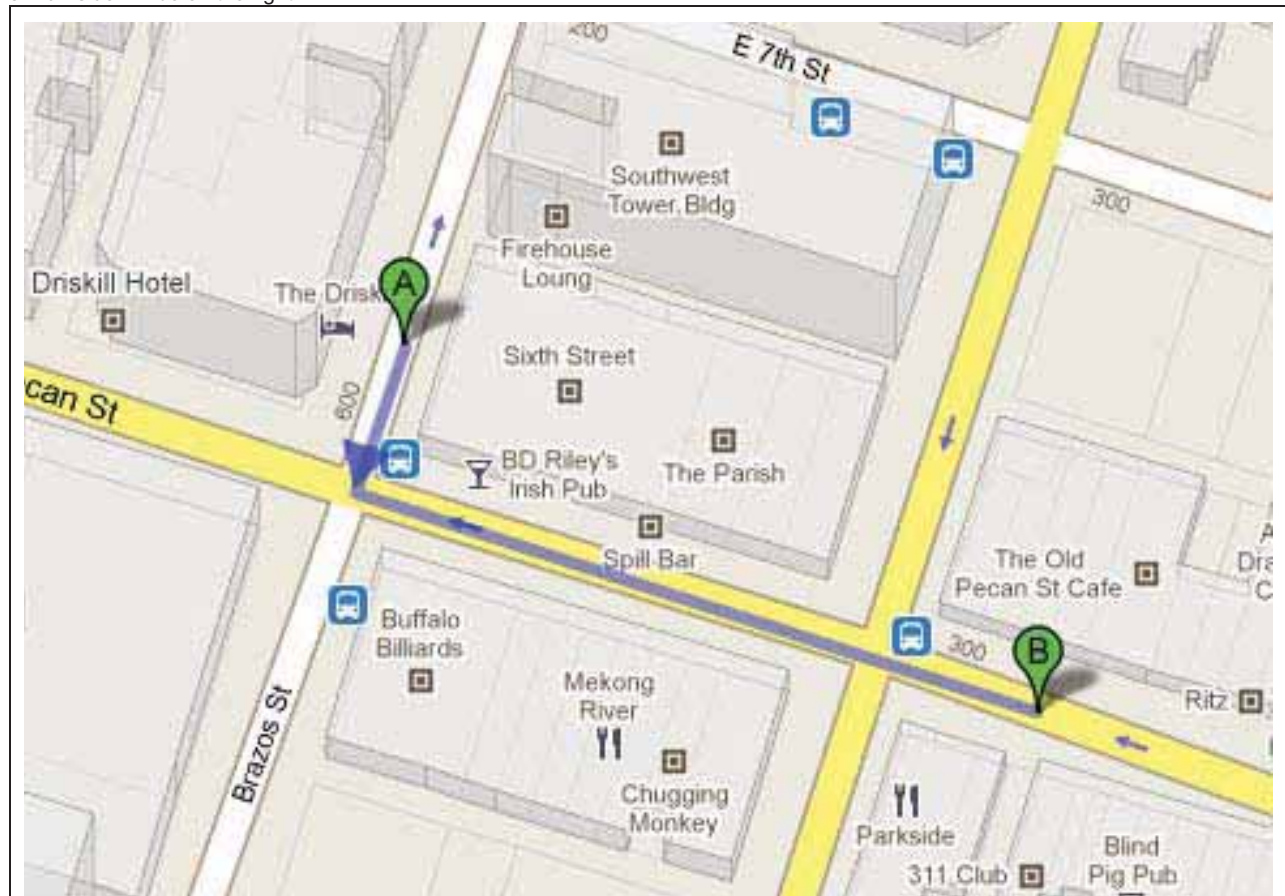 200
E 7th St
Southwest
Tower Bldg
300
Firehouse
Loung
Driskill Hotel
The Drisk
A
Sixth Street
600
can St
BD Riley's
Irish Pub
The Parish
Spill Bar
The Old
Pecan St Cafe
A
Dra
C
Buffalo
Billiards
300
B
Mekong
River
Ritz
Brazos St
Chugging
Monkey
Parkside
311 Club
Blind
Pig Pub